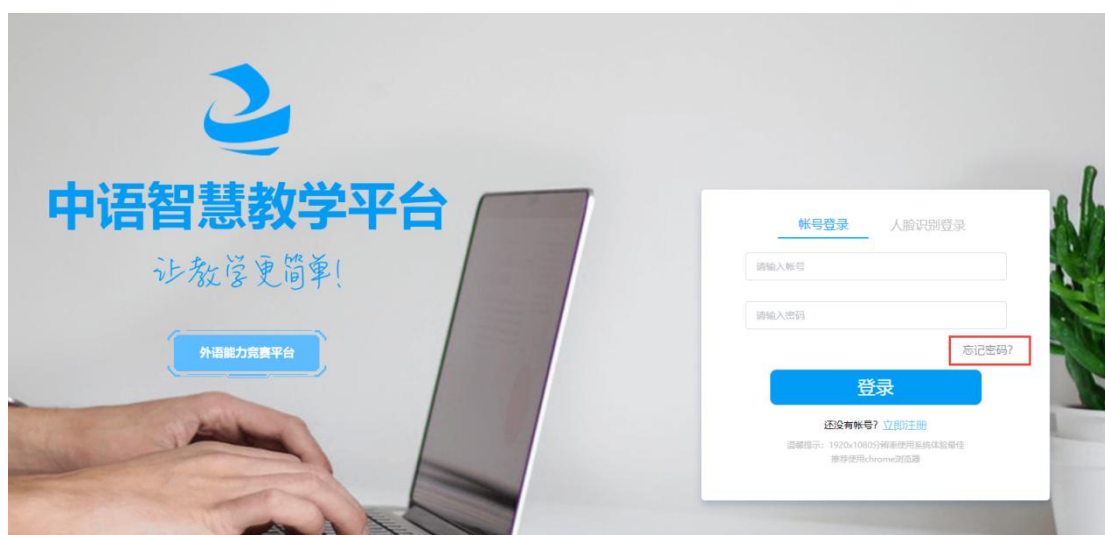 中语智慧教学平台
让教学更简单!
外语能力竞赛平台
帐号登录 人脸识别登录
请输入帐号
请输入密码
忘记密码?
登录
还没有帐号? 立即注册
温馨提示：1920x1080分辨率使用系统体验最佳
推荐使用chrome浏览器